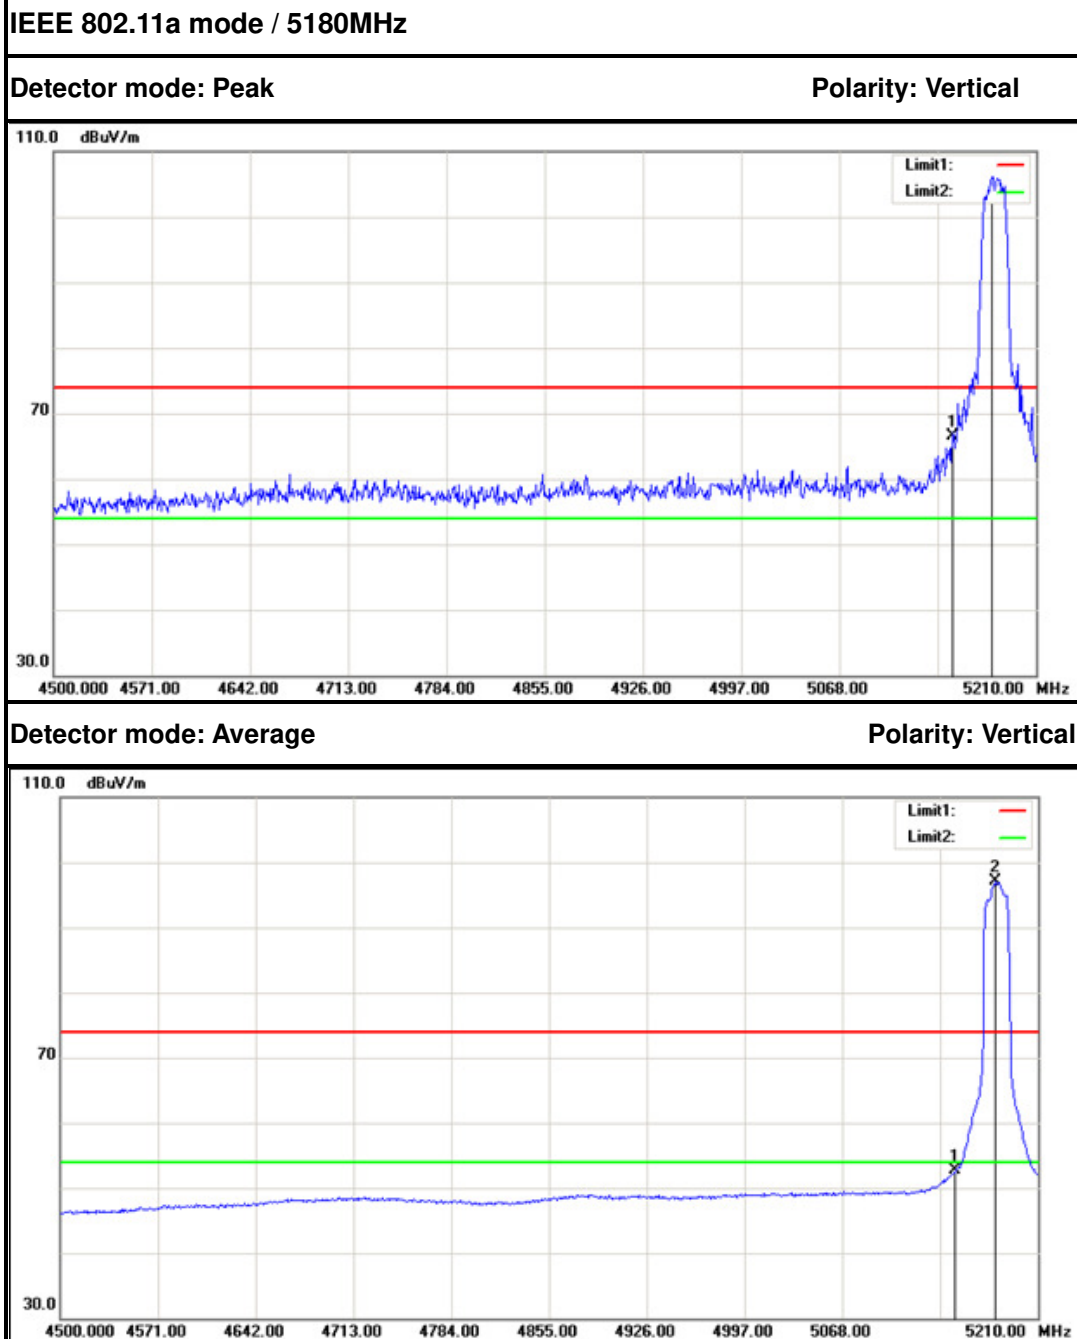 IEEE 802.11a mode / 5180MHz
Detector mode: Peak Polarity: Vertical
110.0 dBuV/m
Limit1:
Limit2:
70
1
30.0
4500.000 4571.00 4642.00 4713.00 4784.00 4855.00 4926.00 4997.00 5068.00 5210.00 MHz
Detector mode: Average Polarity: Vertical
110.0 dBuV/m
Limit1:
Limit2:
2
70
1
30.0
4500.000 4571.00 4642.00 4713.00 4784.00 4855.00 4926.00 4997.00 5068.00 5210.00 MHz